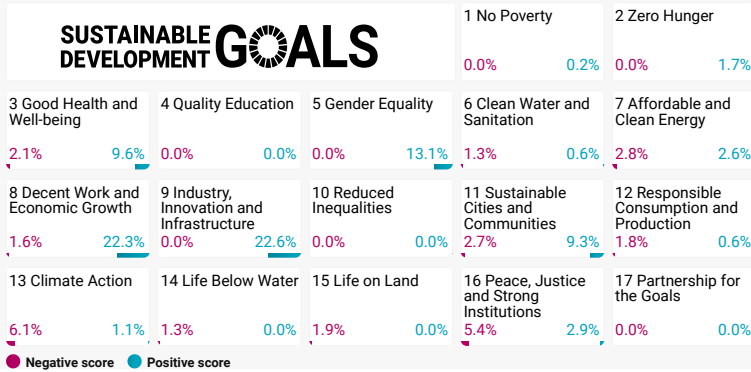 SUSTAINABLE
DEVELOPMENT
GOALS
1 No Poverty
0.0% 0.2%
2 Zero Hunger
0.0% 1.7%
3 Good Health and
Well-being
2.1% 9.6%
4 Quality Education
0.0% 0.0%
5 Gender Equality
0.0% 13.1%
6 Clean Water and
Sanitation
1.3% 0.6%
7 Affordable and
Clean Energy
2.8% 2.6%
8 Decent Work and
Economic Growth
1.6% 22.3%
9 Industry,
Innovation and
Infrastructure
0.0% 22.6%
10 Reduced
Inequalities
0.0% 0.0%
11 Sustainable
Cities and
Communities
2.7% 9.3%
12 Responsible
Consumption and
Production
1.8% 0.6%
13 Climate Action
6.1% 1.1%
14 Life Below Water
1.3% 0.0%
15 Life on Land
1.9% 0.0%
16 Peace, Justice
and Strong
Institutions
5.4% 2.9%
17 Partnership for
the Goals
0.0% 0.0%
Negative score Positive score